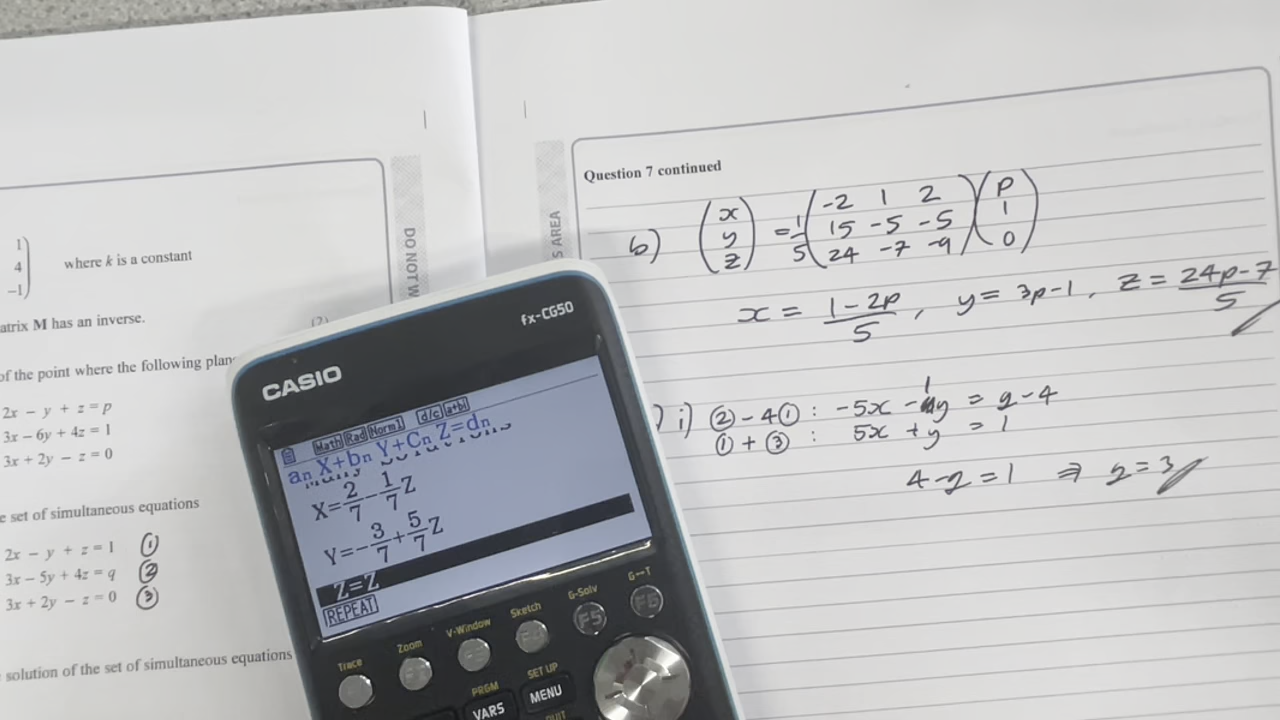 1
4
-1
where k is a constant
atrix M has an inverse.
(2)
of the point where the following plan
2x - y + z = p
3x - 6y + 4z = 1
3x + 2y - z = 0
e set of simultaneous equations
2x - y + z = 1 ①
3x - 5y + 4z = q ②
3x + 2y - z = 0 ③
solution of the set of simultaneous equations
DO NOT W
S AREA
Question 7 continued
b) (x y z) = 1/5 (-2 1 2 15 -5 -5 24 -7 -9) (p 1 0)
x = (1-2p)/5 , y = 3p-1 , z = (24p-7)/5
) i) ② - 4① : -5x - y = q - 4
① + ③ : 5x + y = 1
4 - q = 1 ⇒ q = 3
CASIO
fx-CG50
Math Rad Norm1 d/c a+bi
anX+bnY+CnZ=dn
X=2/7-1/7Z
Y=-3/7+5/7Z
Z=Z
REPEAT
Trace Zoom V-Window Sketch G-Solv G↔T
F5 F6
PRGM SET UP
VARS MENU
QUIT